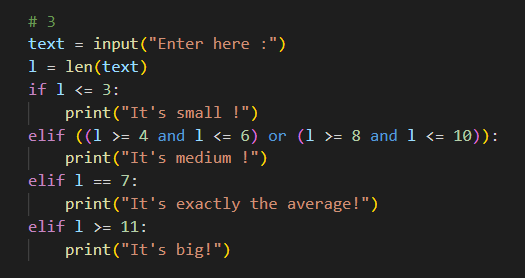 # 3
text = input("Enter here :")
l = len(text)
if l <= 3:
    print("It's small !")
elif ((l >= 4 and l <= 6) or (l >= 8 and l <= 10)):
    print("It's medium !")
elif l == 7:
    print("It's exactly the average!")
elif l >= 11:
    print("It's big!")